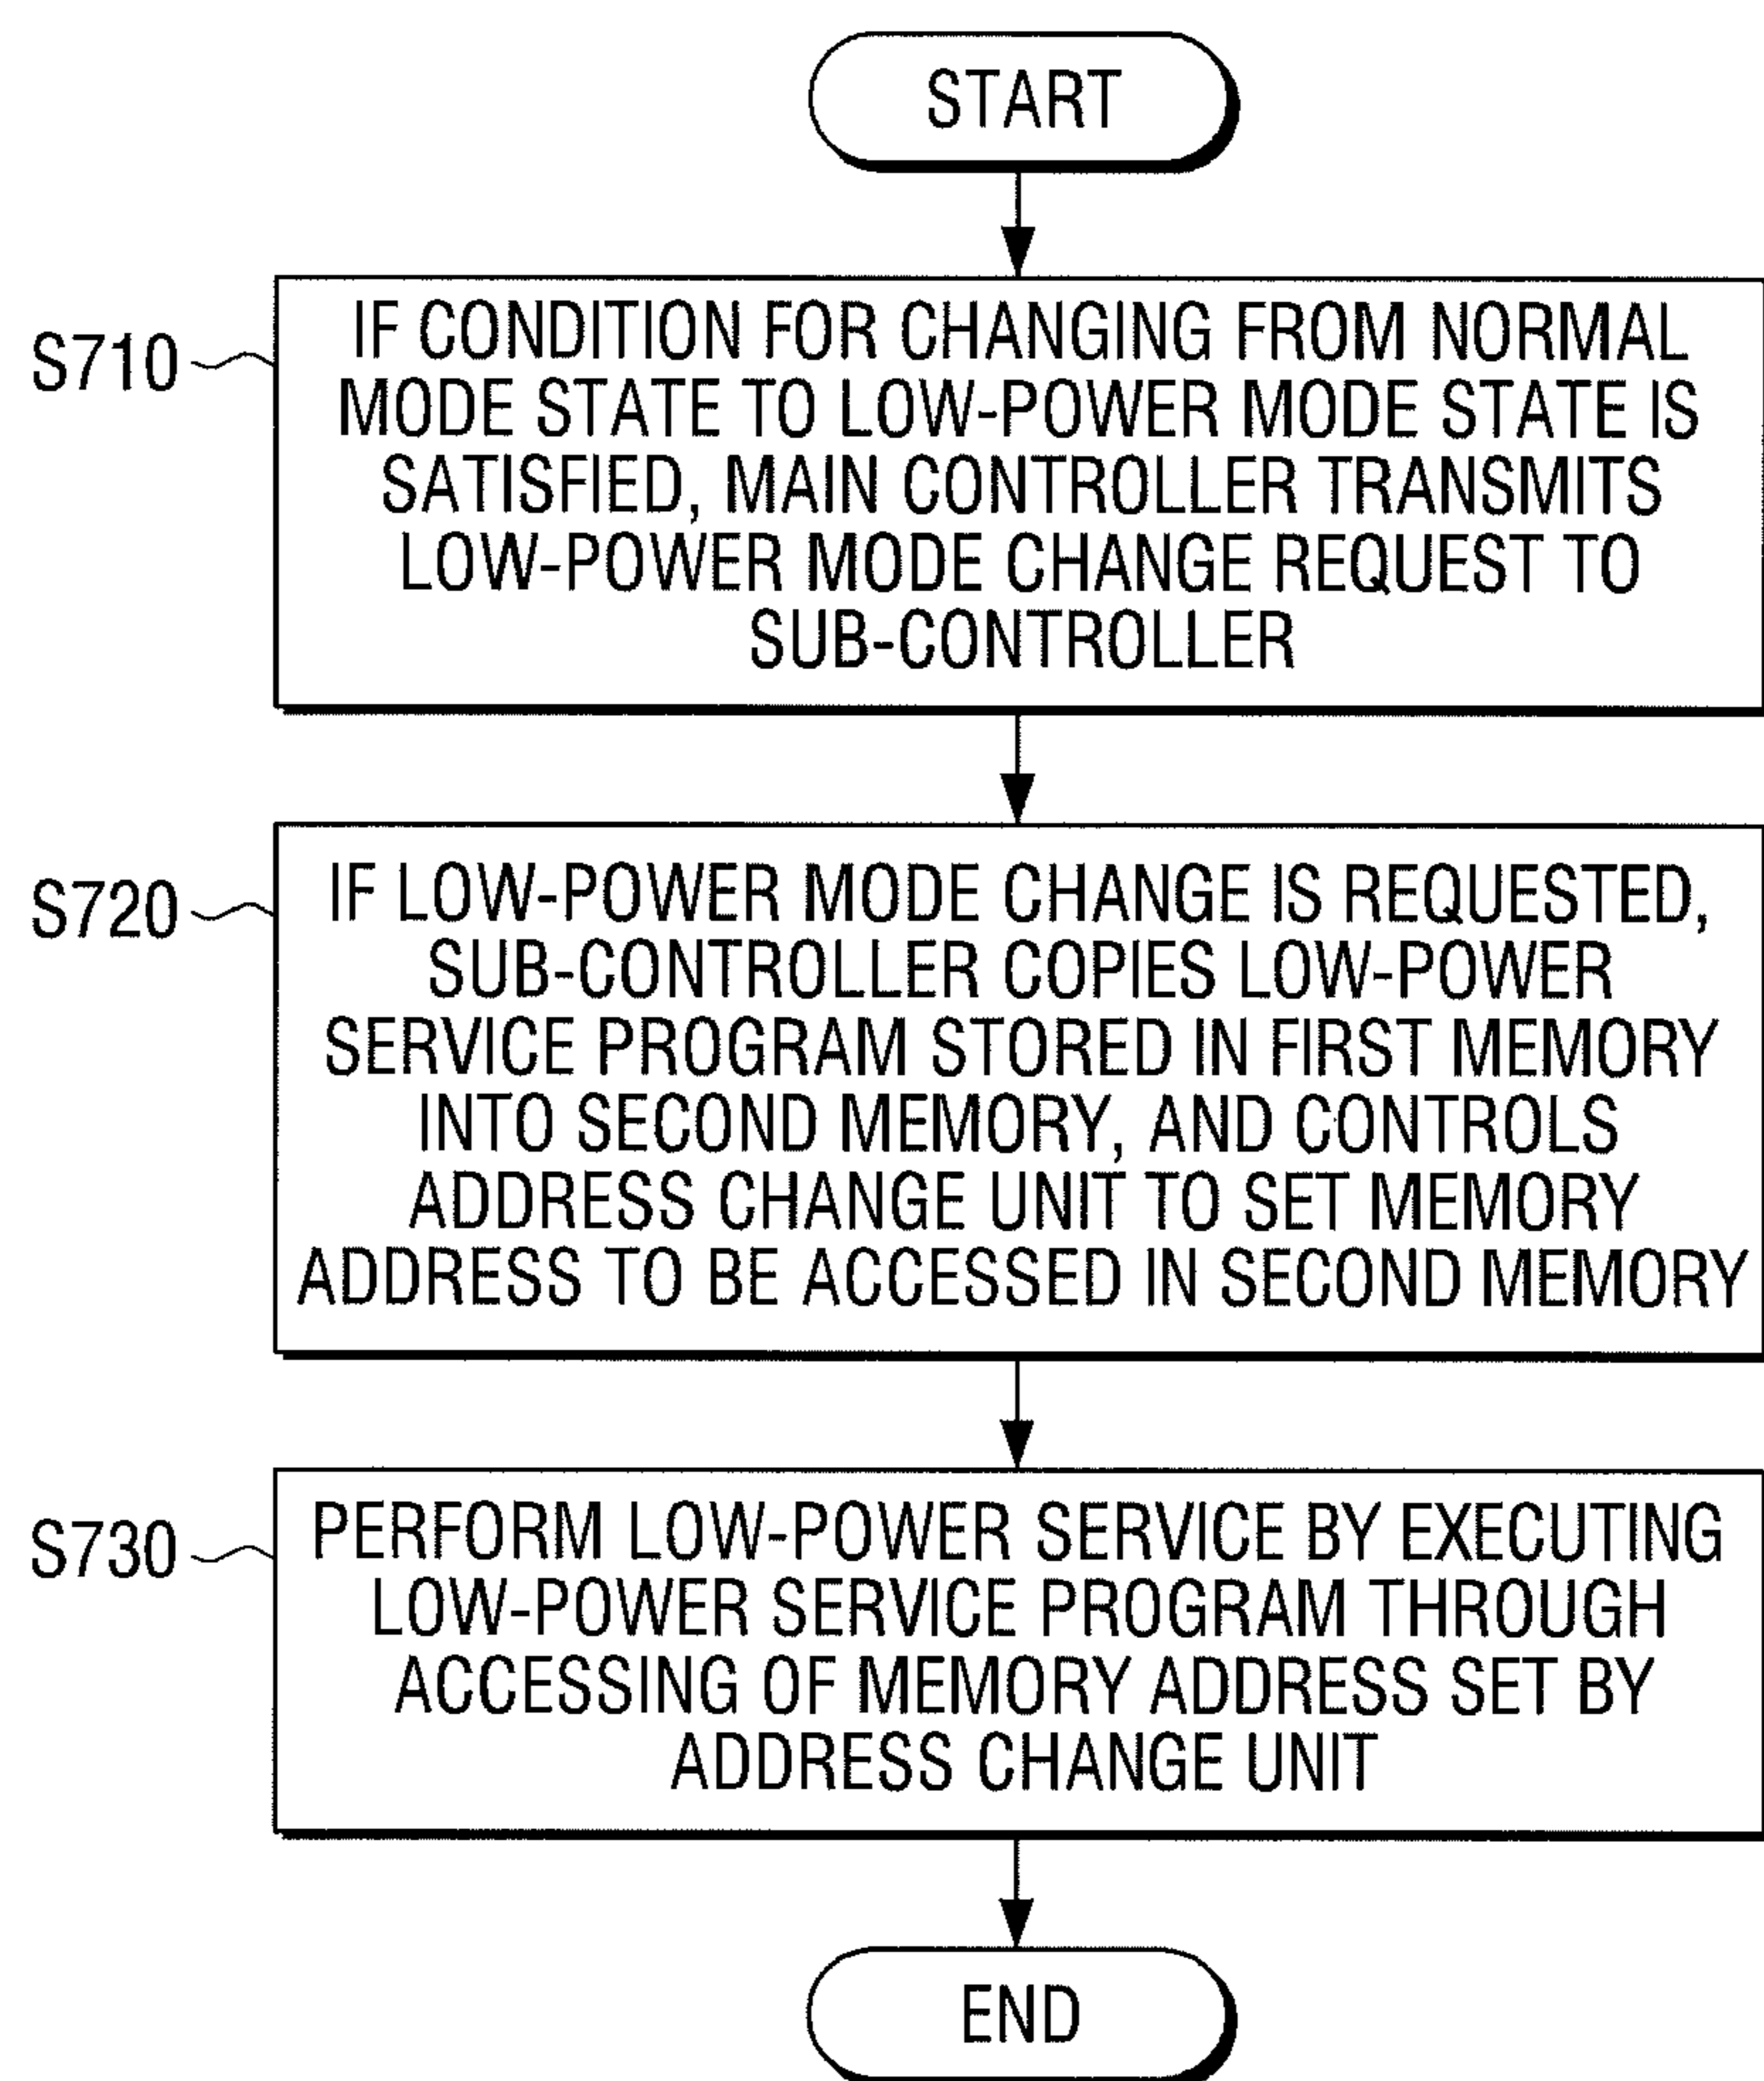 START
S710
IF CONDITION FOR CHANGING FROM NORMAL
MODE STATE TO LOW-POWER MODE STATE IS
SATISFIED, MAIN CONTROLLER TRANSMITS
LOW-POWER MODE CHANGE REQUEST TO
SUB-CONTROLLER
S720
IF LOW-POWER MODE CHANGE IS REQUESTED,
SUB-CONTROLLER COPIES LOW-POWER
SERVICE PROGRAM STORED IN FIRST MEMORY
INTO SECOND MEMORY, AND CONTROLS
ADDRESS CHANGE UNIT TO SET MEMORY
ADDRESS TO BE ACCESSED IN SECOND MEMORY
S730
PERFORM LOW-POWER SERVICE BY EXECUTING
LOW-POWER SERVICE PROGRAM THROUGH
ACCESSING OF MEMORY ADDRESS SET BY
ADDRESS CHANGE UNIT
END